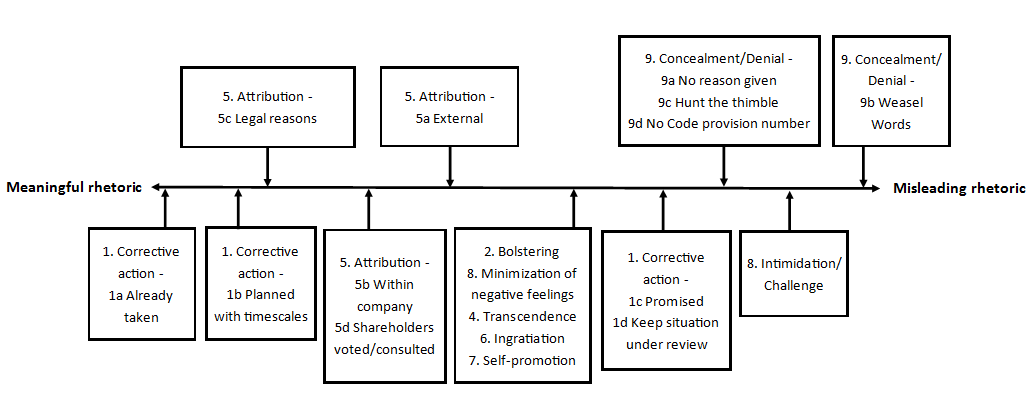 9. Concealment/Denial -
9a No reason given
9c Hunt the thimble
9d No Code provision number
9. Concealment/
Denial -
9b Weasel
Words
5. Attribution -
5c Legal reasons
5. Attribution -
5a External
Meaningful rhetoric
Misleading rhetoric
1. Corrective
action -
1a Already
taken
1. Corrective
action -
1b Planned
with timescales
5. Attribution -
5b Within
company
5d Shareholders
voted/consulted
2. Bolstering
8. Minimization of
negative feelings
4. Transcendence
6. Ingratiation
7. Self-promotion
1. Corrective
action -
1c Promised
1d Keep situation
under review
8. Intimidation/
Challenge